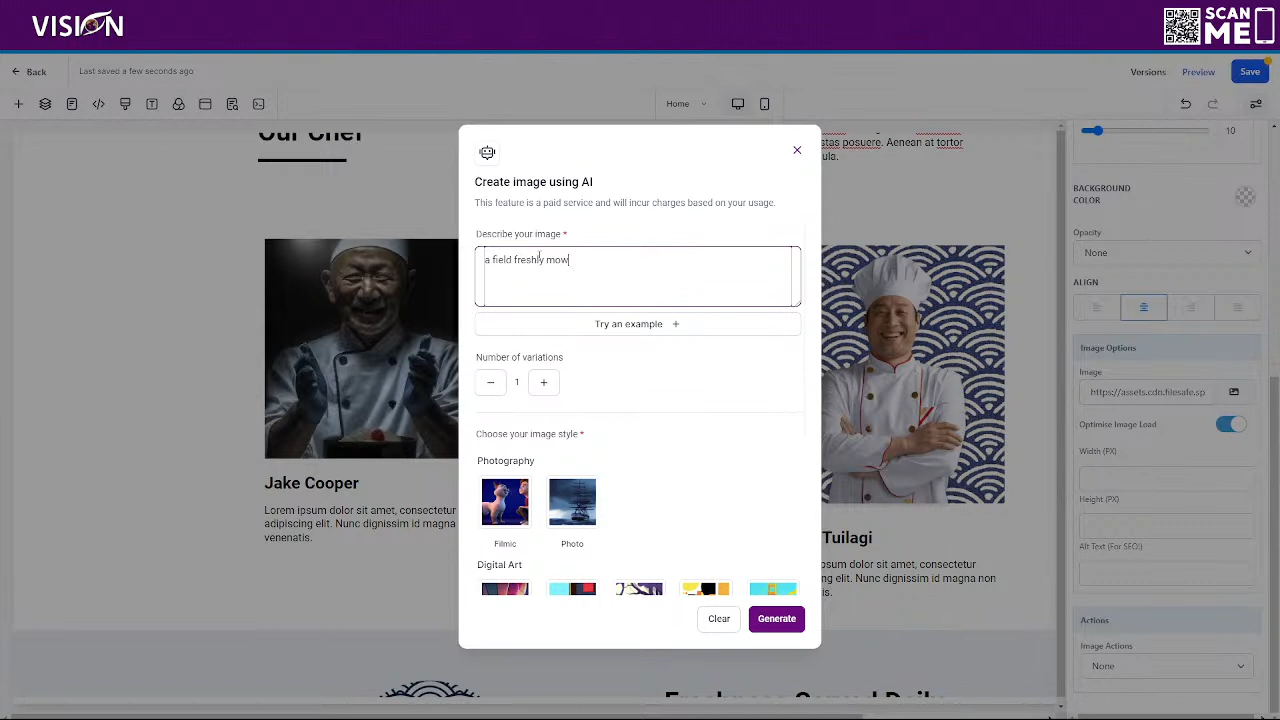 VISION
SCAN
ME
Back
Last saved a few seconds ago
Versions
Preview
Save
Home
Our Chef
stas posuere. Aenean at tortor
ula.
10
BACKGROUND
COLOR
Opacity
None
ALIGN
Image Options
Image
https://assets.cdn.filesafe.sp
Optimise Image Load
Width (PX)
Height (PX)
Alt Text (For SEO!)
Actions
Image Actions
None
Create image using AI
This feature is a paid service and will incur charges based on your usage.
Describe your image *
a field freshly mow
Try an example +
Number of variations
− 1 +
Choose your image style *
Photography
Filmic
Photo
Digital Art
Clear
Generate
Jake Cooper
Lorem ipsum dolor sit amet, consectetur
adipiscing elit. Nunc dignissim id magna
venenatis.
Tuilagi
psum dolor sit amet, consectetur
g elit. Nunc dignissim id magna
is.